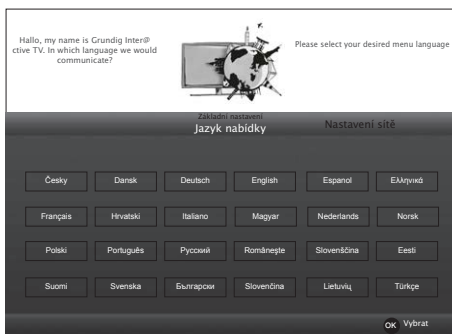 Hallo, my name is Grundig Inter@
ctive TV. In which language we would
communicate?
Please select your desired menu language
Základní nastavení
Jazyk nabídky
Nastavení sítě
Česky Dansk Deutsch English Espanol Ελληνικά
Français Hrvatski Italiano Magyar Nederlands Norsk
Polski Português Русский Româneşte Slovenščina Eesti
Suomi Svenska Български Slovenčina Lietuvių Türkçe
OK Vybrat